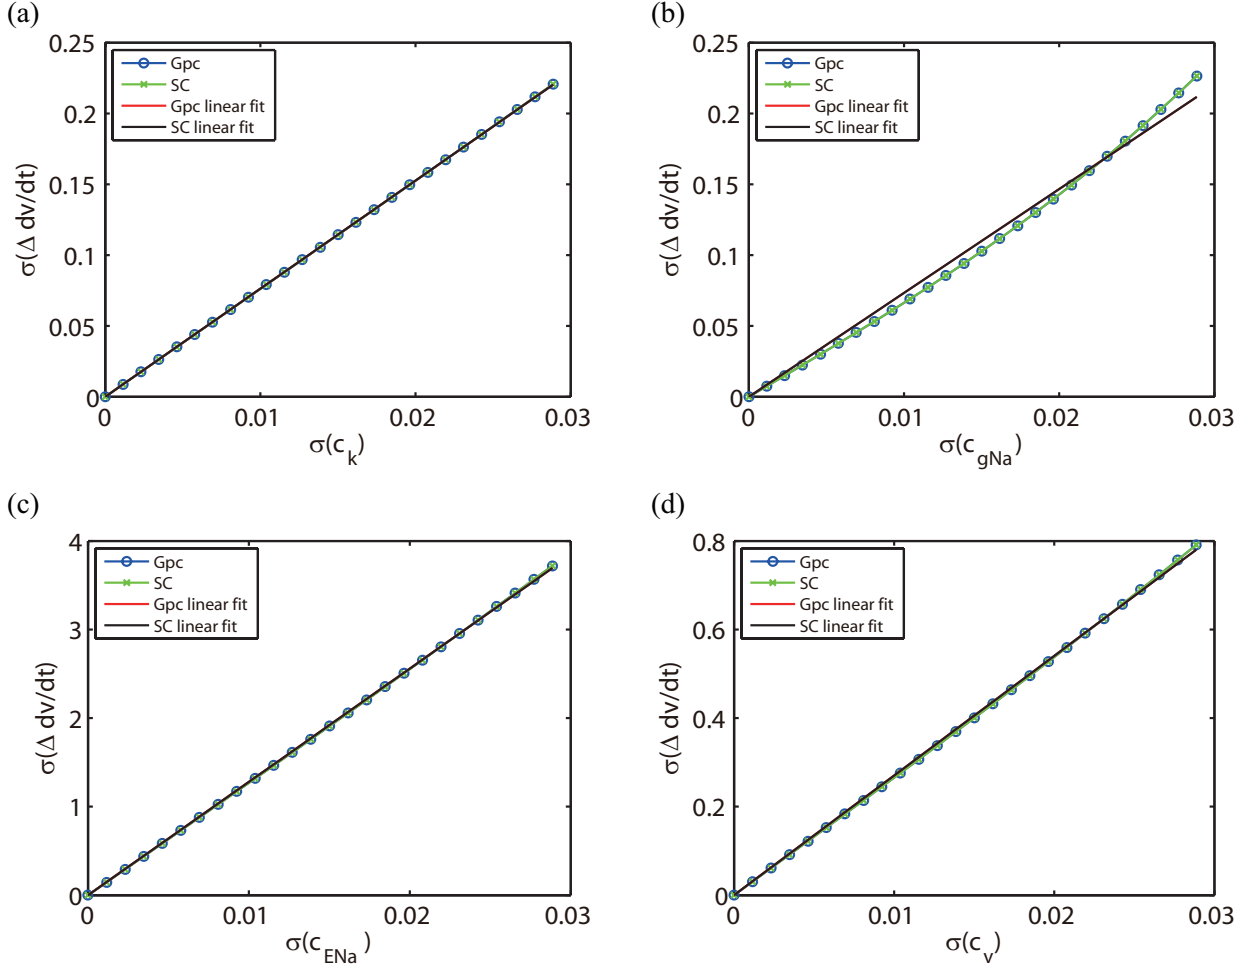 (a)
0.25
0.2
0.15
0.1
0.05
0
0
0.01
0.02
0.03
σ(Δ dv/dt)
σ(c_k)
Gpc
SC
Gpc linear fit
SC linear fit
(b)
0.25
0.2
0.15
0.1
0.05
0
0
0.01
0.02
0.03
σ(Δ dv/dt)
σ(c_gNa)
Gpc
SC
Gpc linear fit
SC linear fit
(c)
4
3
2
1
0
0
0.01
0.02
0.03
σ(Δ dv/dt)
σ(c_ENa)
Gpc
SC
Gpc linear fit
SC linear fit
(d)
0.8
0.6
0.4
0.2
0
0
0.01
0.02
0.03
σ(Δ dv/dt)
σ(c_v)
Gpc
SC
Gpc linear fit
SC linear fit